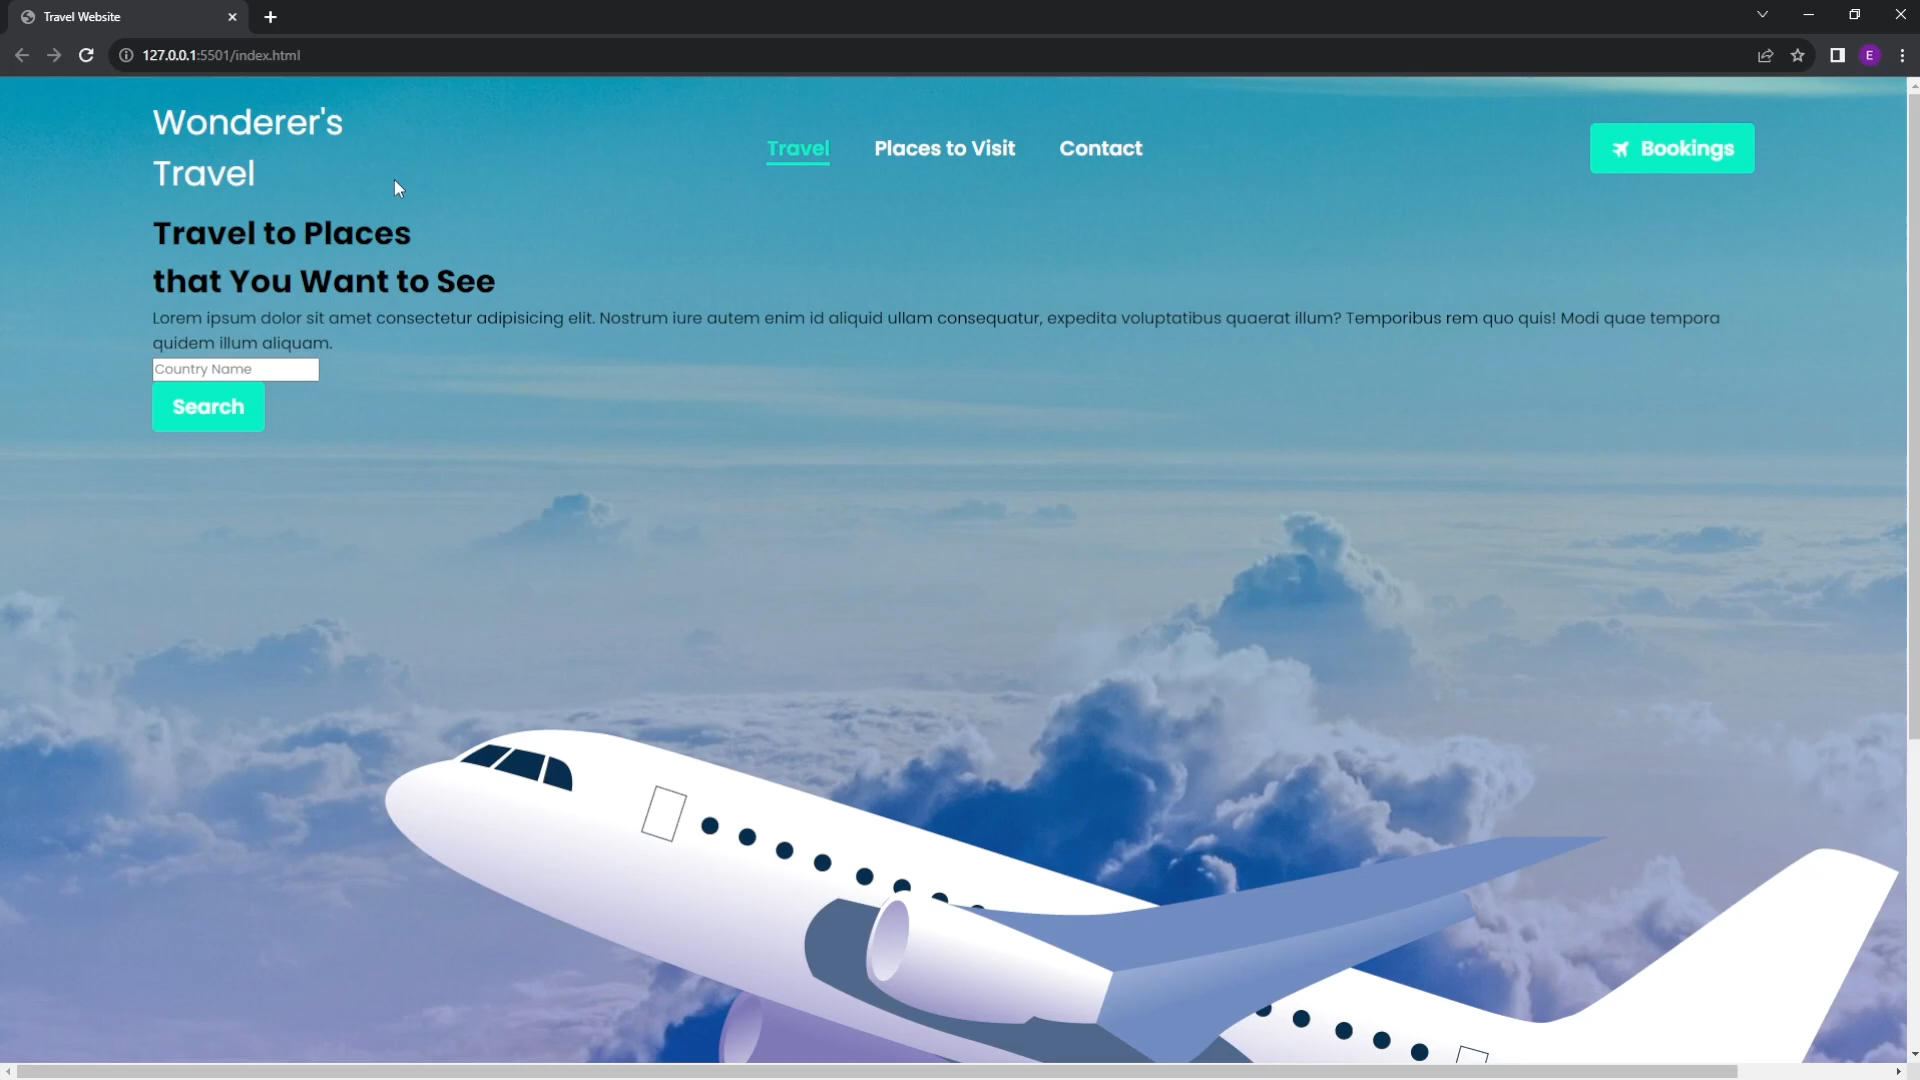 Travel Website
127.0.0.1:5501/index.html
E
Wonderer's
Travel
Travel Places to Visit Contact
Bookings
Travel to Places
that You Want to See
Lorem ipsum dolor sit amet consectetur adipisicing elit. Nostrum iure autem enim id aliquid ullam consequatur, expedita voluptatibus quaerat illum? Temporibus rem quo quis! Modi quae tempora
quidem illum aliquam.
Country Name
Search